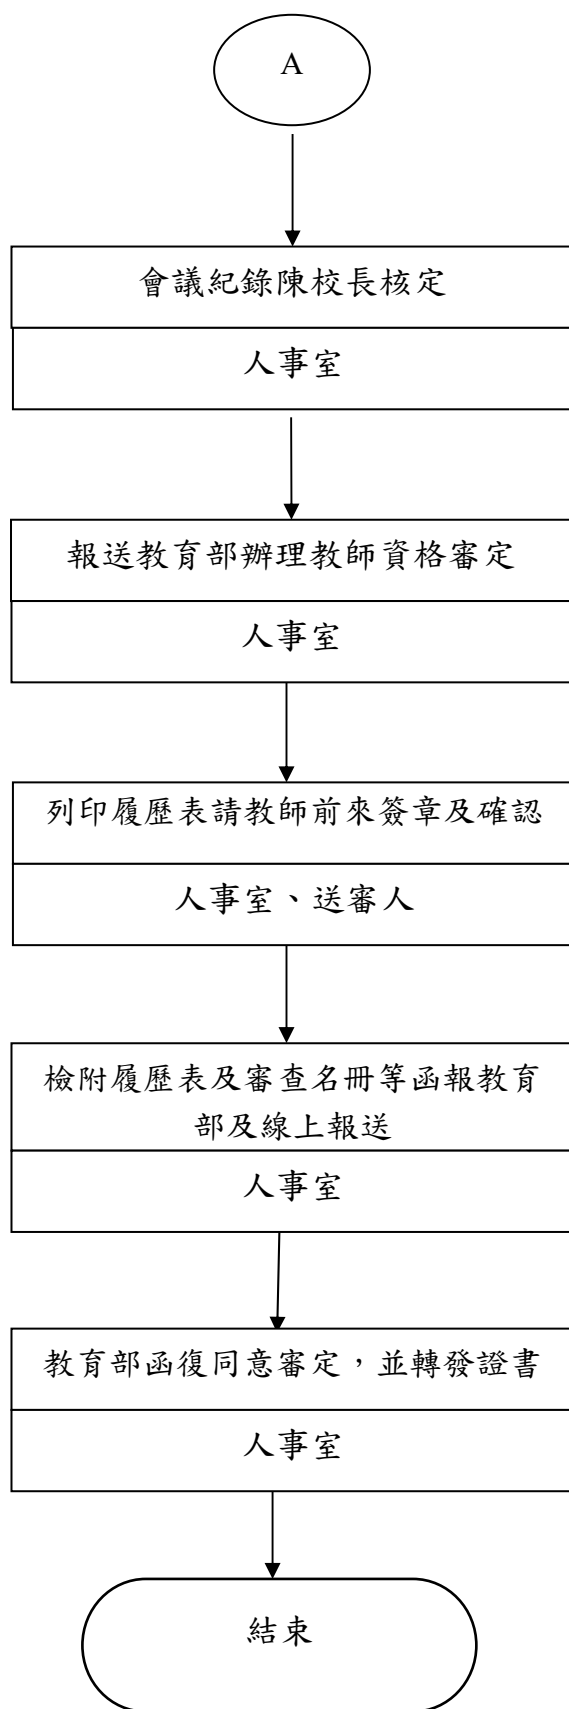 A
會議紀錄陳校長核定
人事室
報送教育部辦理教師資格審定
人事室
列印履歷表請教師前來簽章及確認
人事室、送審人
檢附履歷表及審查名冊等函報教育
部及線上報送
人事室
教育部函復同意審定，並轉發證書
人事室
結束